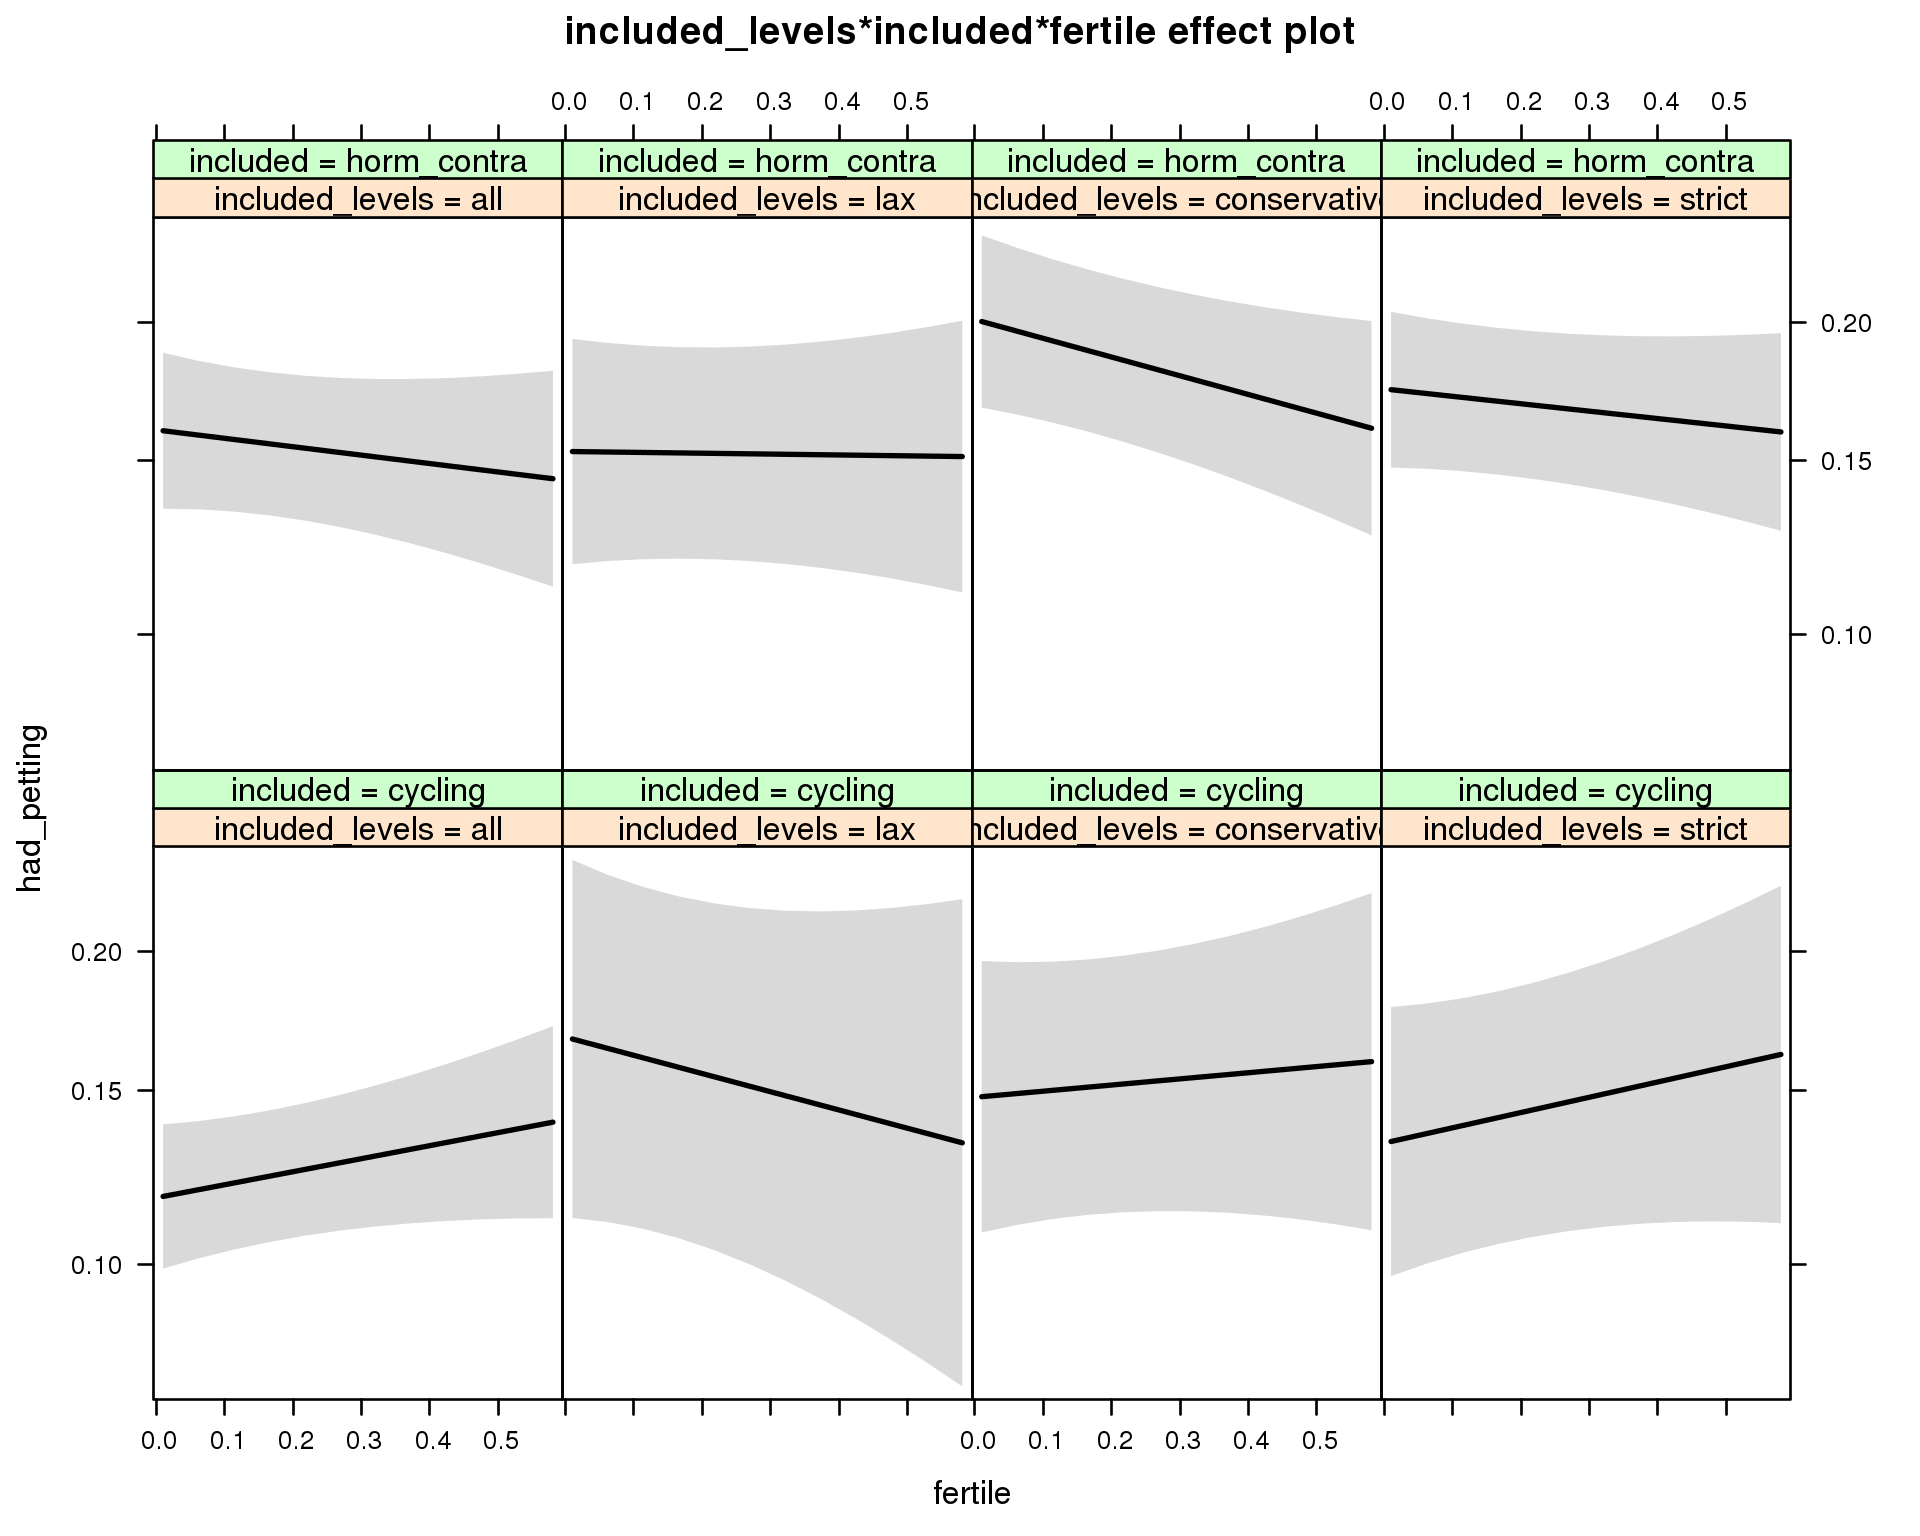 included_levels*included*fertile effect plot
0.0 0.1 0.2 0.3 0.4 0.5 0.0 0.1 0.2 0.3 0.4 0.5
included = horm_contra included = horm_contra included = horm_contra included = horm_contra
included_levels = all included_levels = lax ncluded_levels = conservativ included_levels = strict
0.20
0.15
0.10
had_petting
included = cycling included = cycling included = cycling included = cycling
included_levels = all included_levels = lax ncluded_levels = conservativ included_levels = strict
0.20
0.15
0.10
0.0 0.1 0.2 0.3 0.4 0.5 0.0 0.1 0.2 0.3 0.4 0.5
fertile